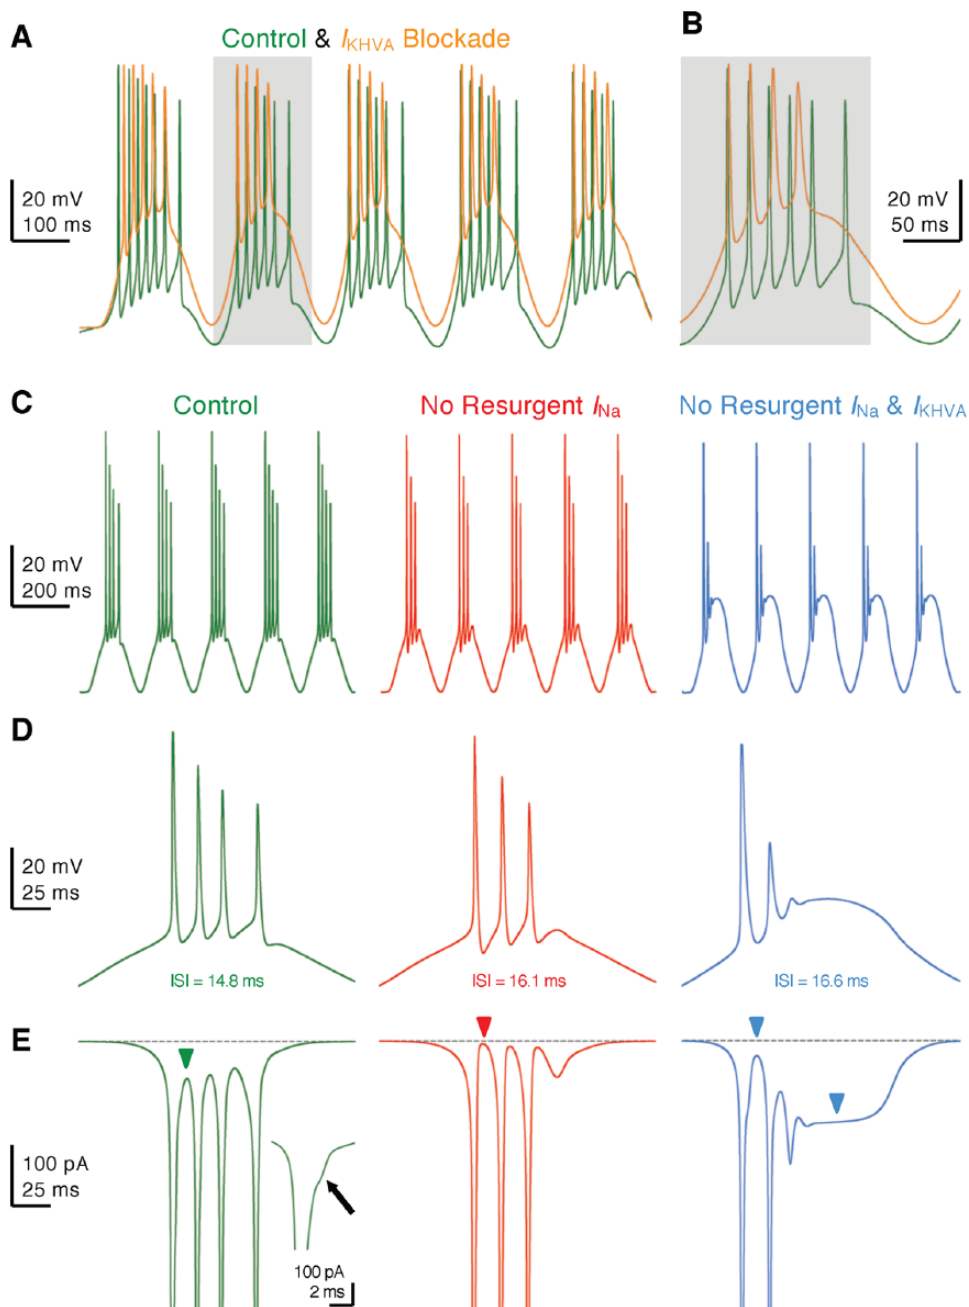 A
Control & IKHVA Blockade
B
20 mV
100 ms
20 mV
50 ms
C
Control
No Resurgent INa
No Resurgent INa & IKHVA
20 mV
200 ms
D
20 mV
25 ms
ISI = 14.8 ms
ISI = 16.1 ms
ISI = 16.6 ms
E
100 pA
25 ms
100 pA
2 ms